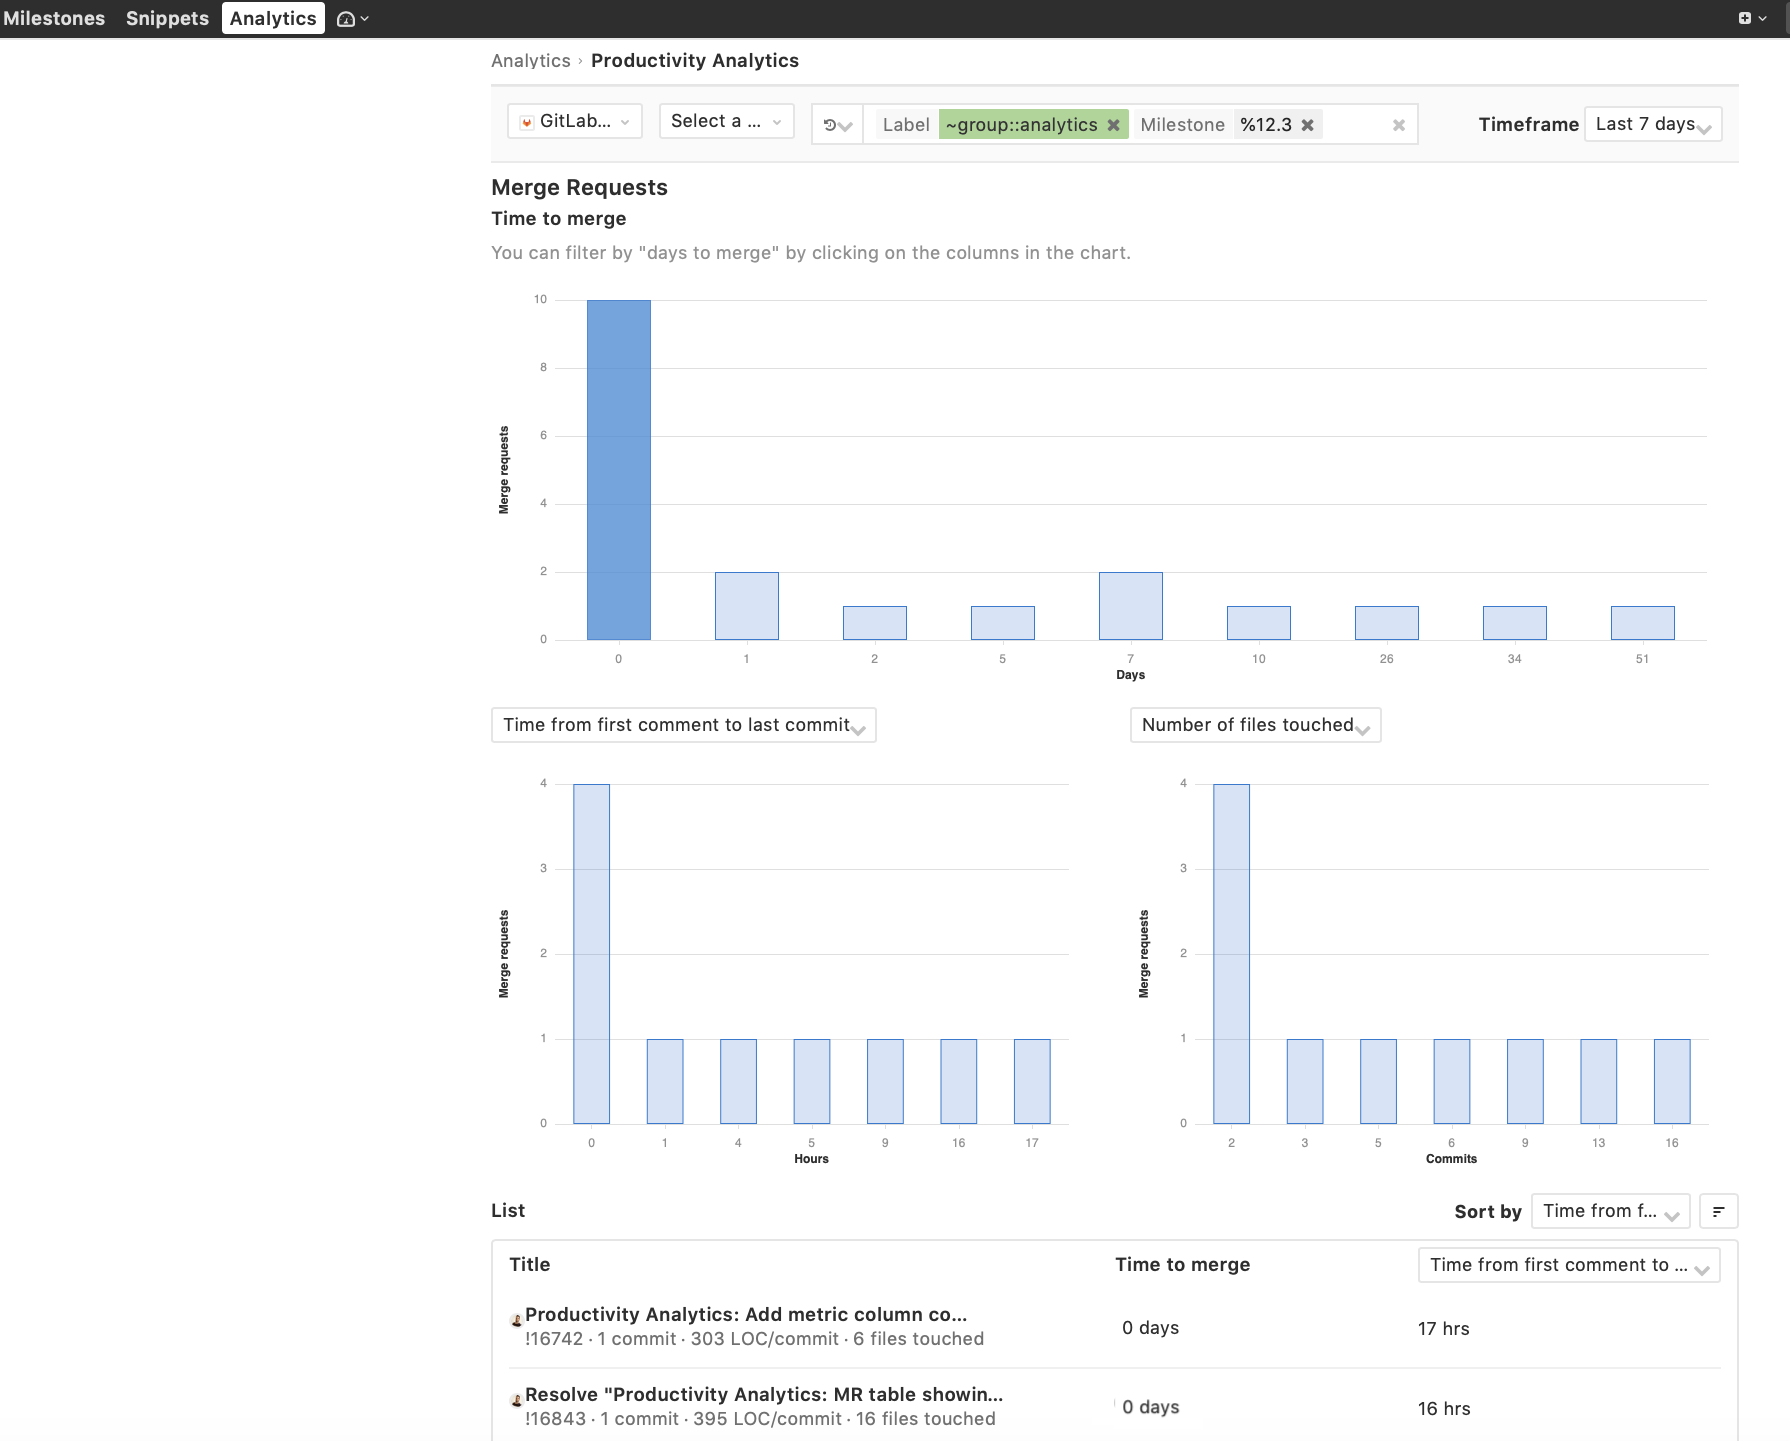 Milestones Snippets Analytics
Analytics › Productivity Analytics
GitLab... Select a ... Label ~group::analytics Milestone %12.3 Timeframe Last 7 days
Merge Requests
Time to merge
You can filter by "days to merge" by clicking on the columns in the chart.
10
8
6
4
2
0
Merge requests
0 1 2 5 7 10 26 34 51
Days
Time from first comment to last commit Number of files touched
4
3
2
1
0
Merge requests
0 1 4 5 9 16 17
Hours
4
3
2
1
0
Merge requests
2 3 5 6 9 13 16
Commits
List Sort by Time from f...
Title Time to merge Time from first comment to ...
Productivity Analytics: Add metric column co...
!16742 · 1 commit · 303 LOC/commit · 6 files touched
0 days 17 hrs
Resolve "Productivity Analytics: MR table showin...
!16843 · 1 commit · 395 LOC/commit · 16 files touched
0 days 16 hrs